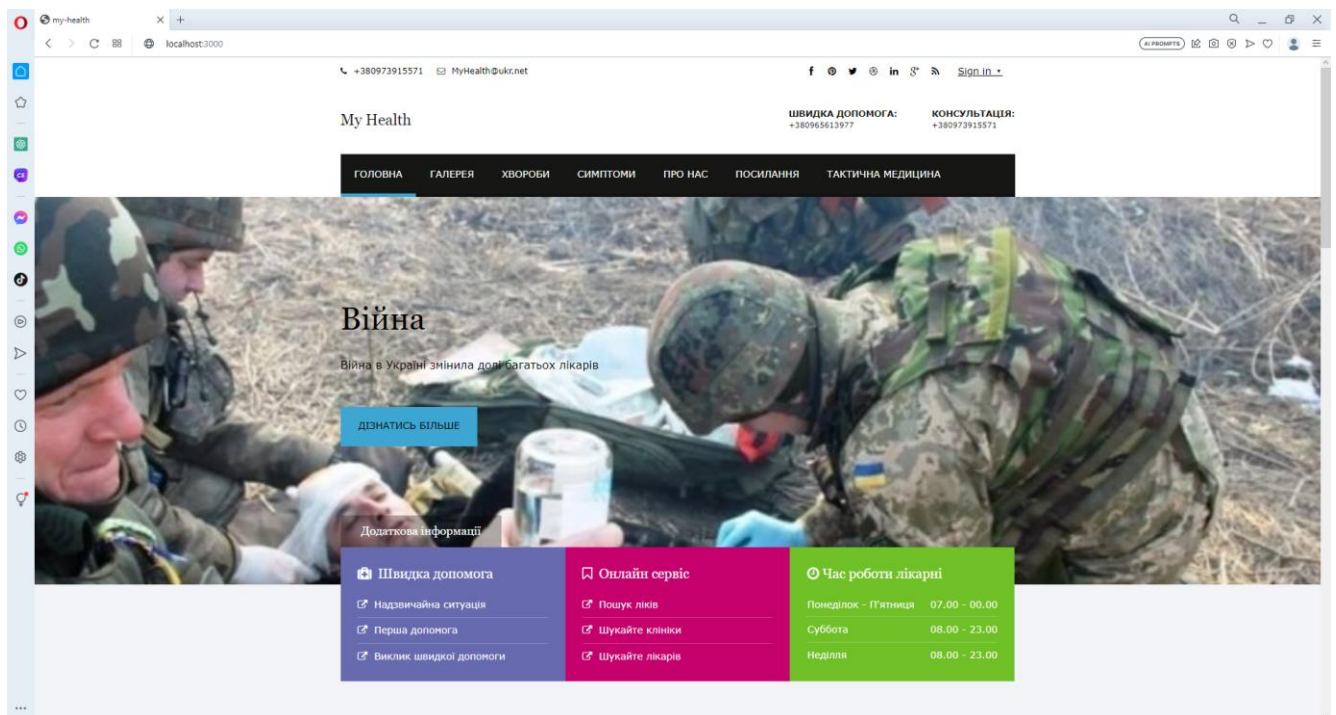 my-health
localhost:3000
AI PROMPTS
+380973915571 MyHealth@ukr.net
Sign in
My Health
ШВИДКА ДОПОМОГА:
+380965613977
КОНСУЛЬТАЦІЯ:
+380973915571
ГОЛОВНА ГАЛЕРЕЯ ХВОРОБИ СИМПТОМИ ПРО НАС ПОСИЛАННЯ ТАКТИЧНА МЕДИЦИНА
Війна
Війна в Україні змінила долі багатьох лікарів
ДІЗНАТИСЬ БІЛЬШЕ
Додаткова інформації
Швидка допомога
Надзвичайна ситуація
Перша допомога
Виклик швидкої допомоги
Онлайн сервіс
Пошук ліків
Шукайте клініки
Шукайте лікарів
Час роботи лікарні
Понеділок - П'ятниця 07.00 - 00.00
Суббота 08.00 - 23.00
Неділля 08.00 - 23.00